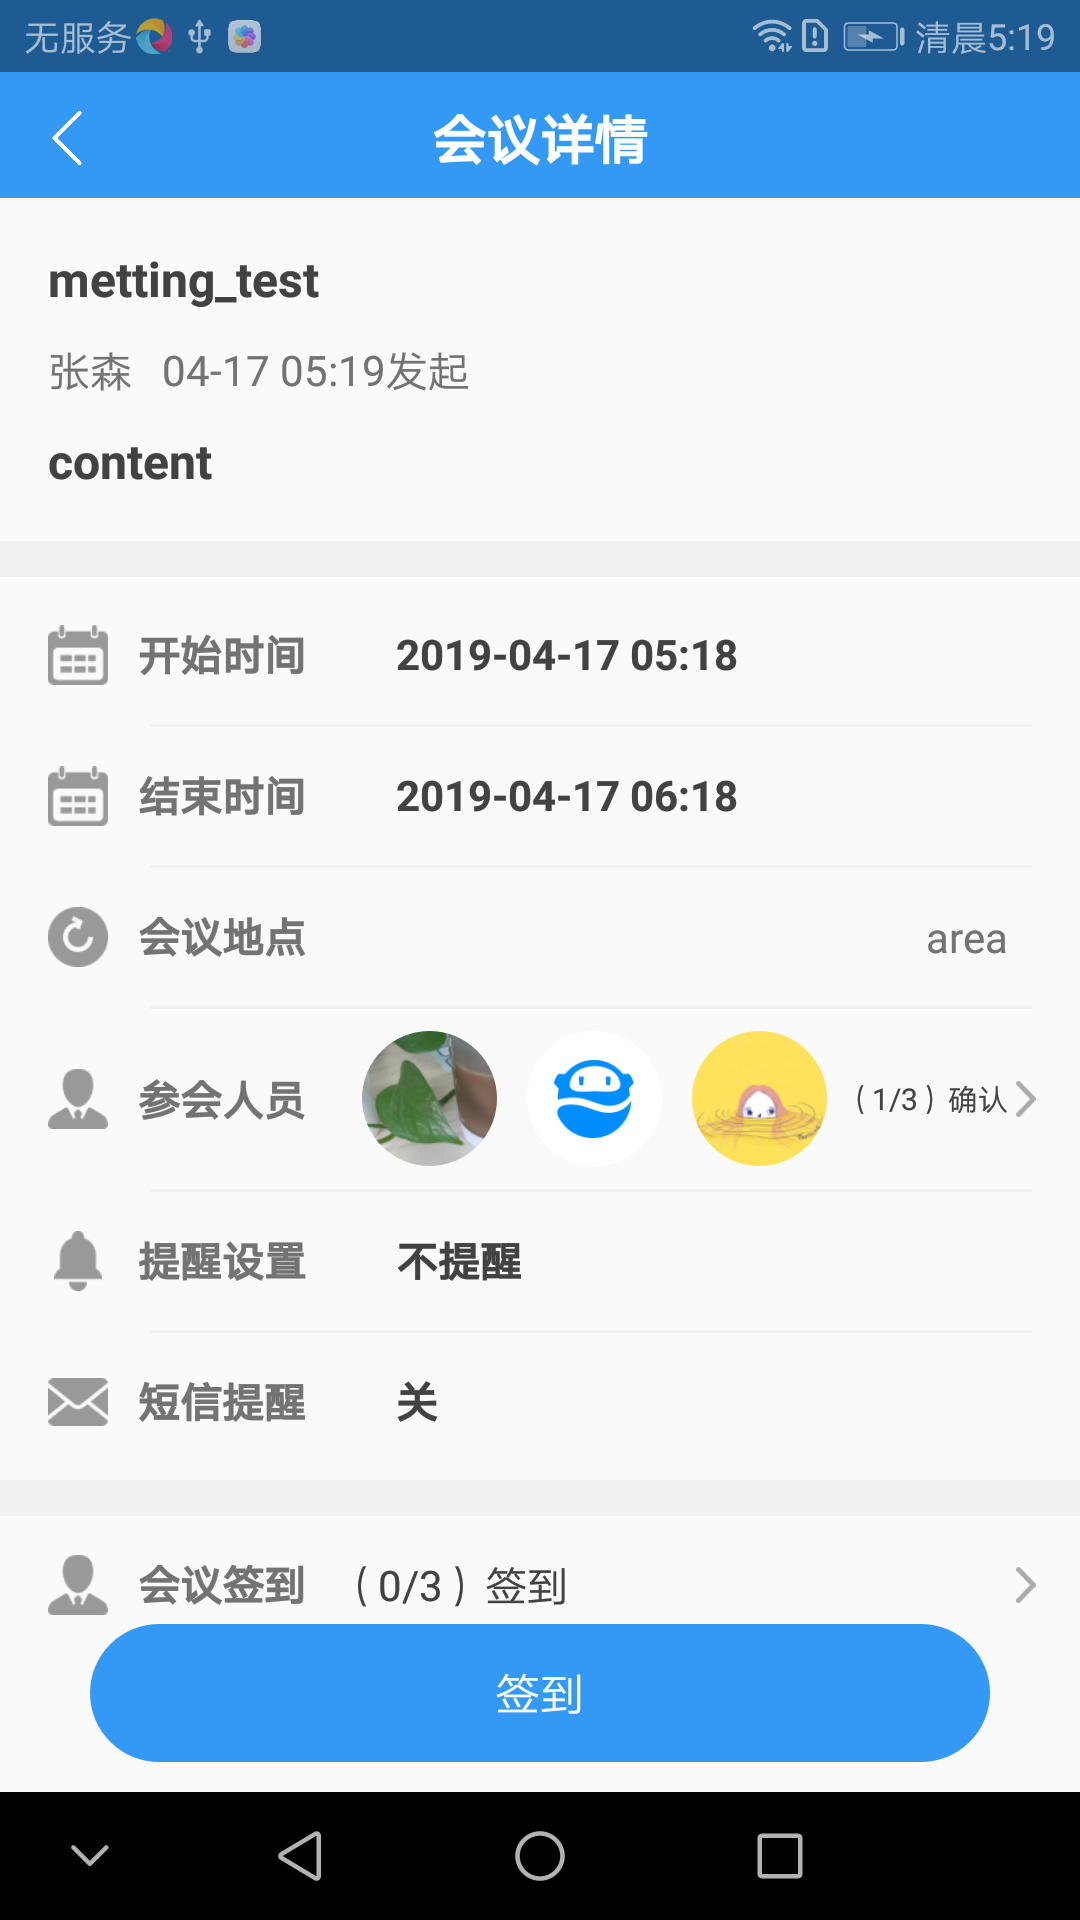 无服务 清晨5:19
会议详情
metting_test
张森 04-17 05:19发起
content
开始时间 2019-04-17 05:18
结束时间 2019-04-17 06:18
会议地点 area
参会人员 （1/3）确认
提醒设置 不提醒
短信提醒 关
会议签到 （0/3）签到
签到